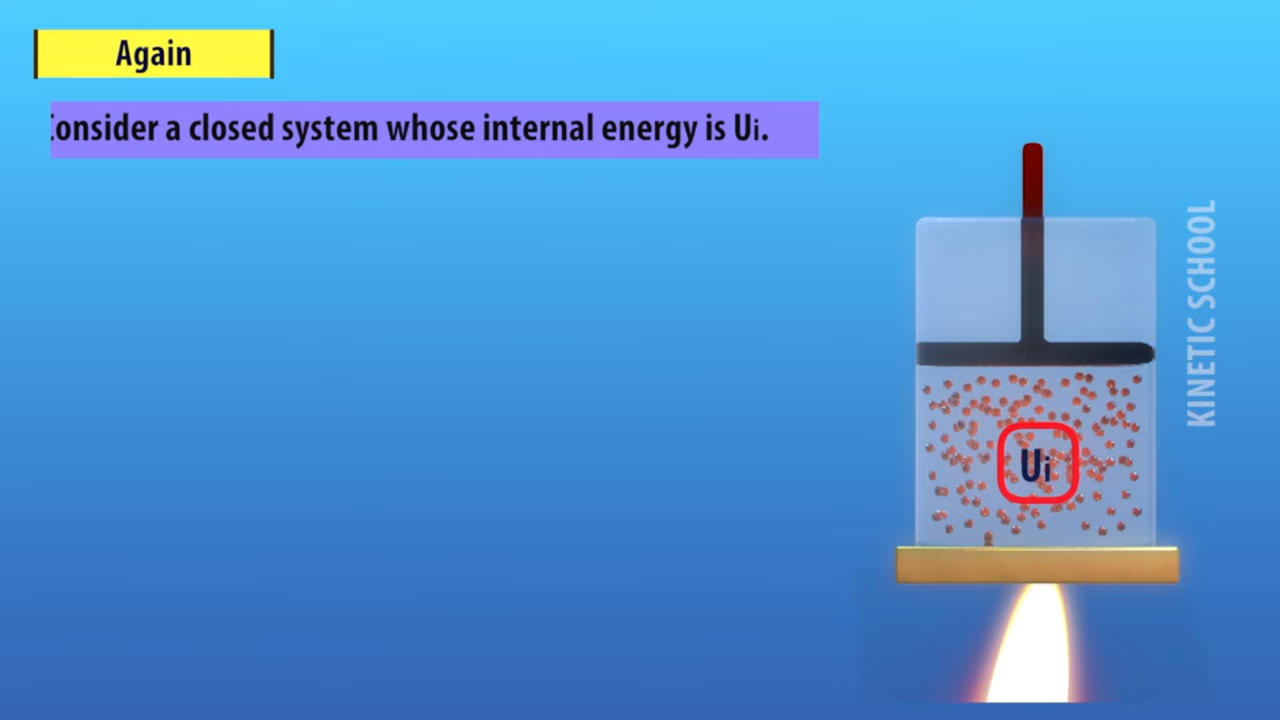 Again
onsider a closed system whose internal energy is Ui.
Ui
KINETIC SCHOOL